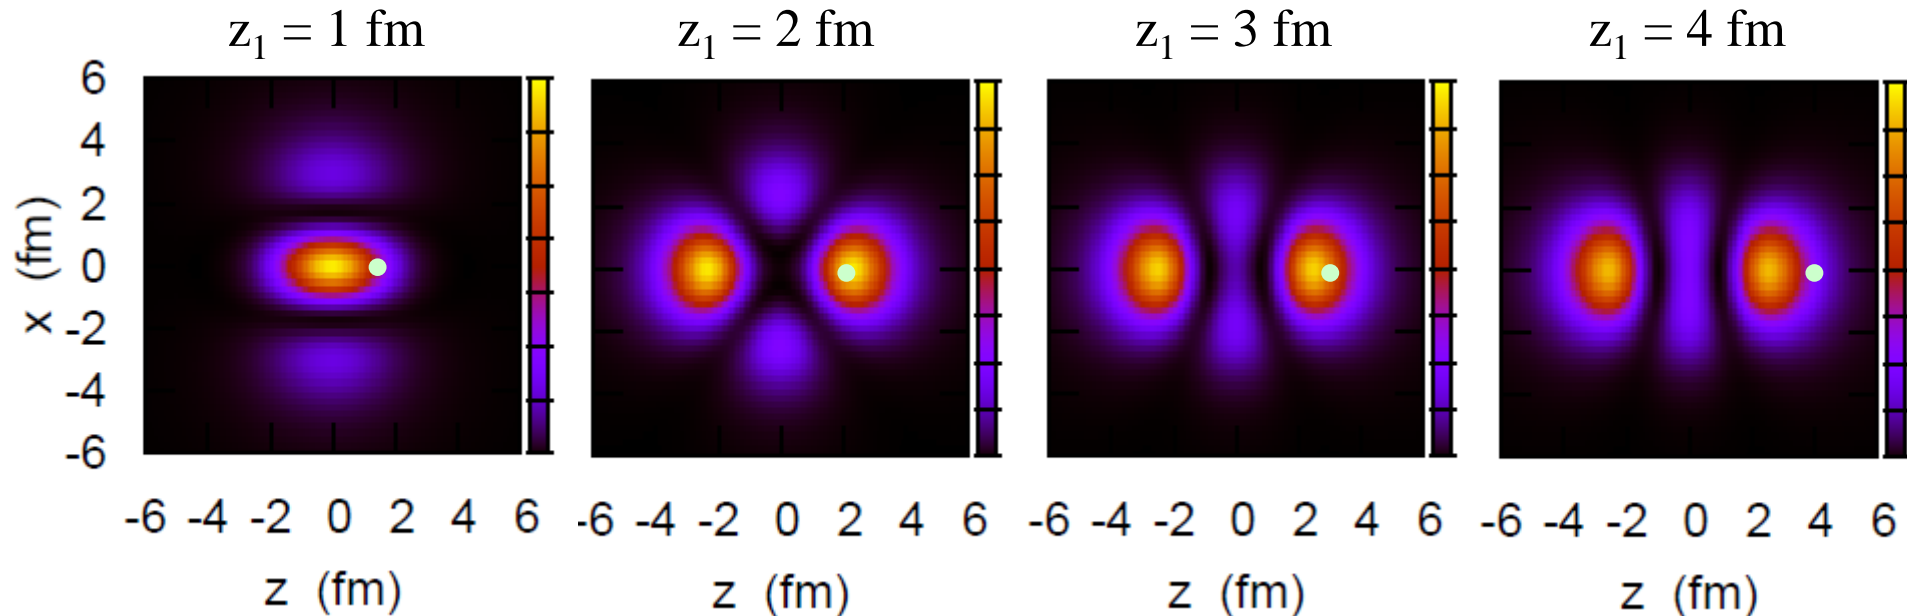 z₁ = 1 fm
z₁ = 2 fm
z₁ = 3 fm
z₁ = 4 fm
x (fm)
6
4
2
0
-2
-4
-6
-6 -4 -2 0 2 4 6
-6 -4 -2 0 2 4 6
-6 -4 -2 0 2 4 6
-6 -4 -2 0 2 4 6
z (fm)
z (fm)
z (fm)
z (fm)